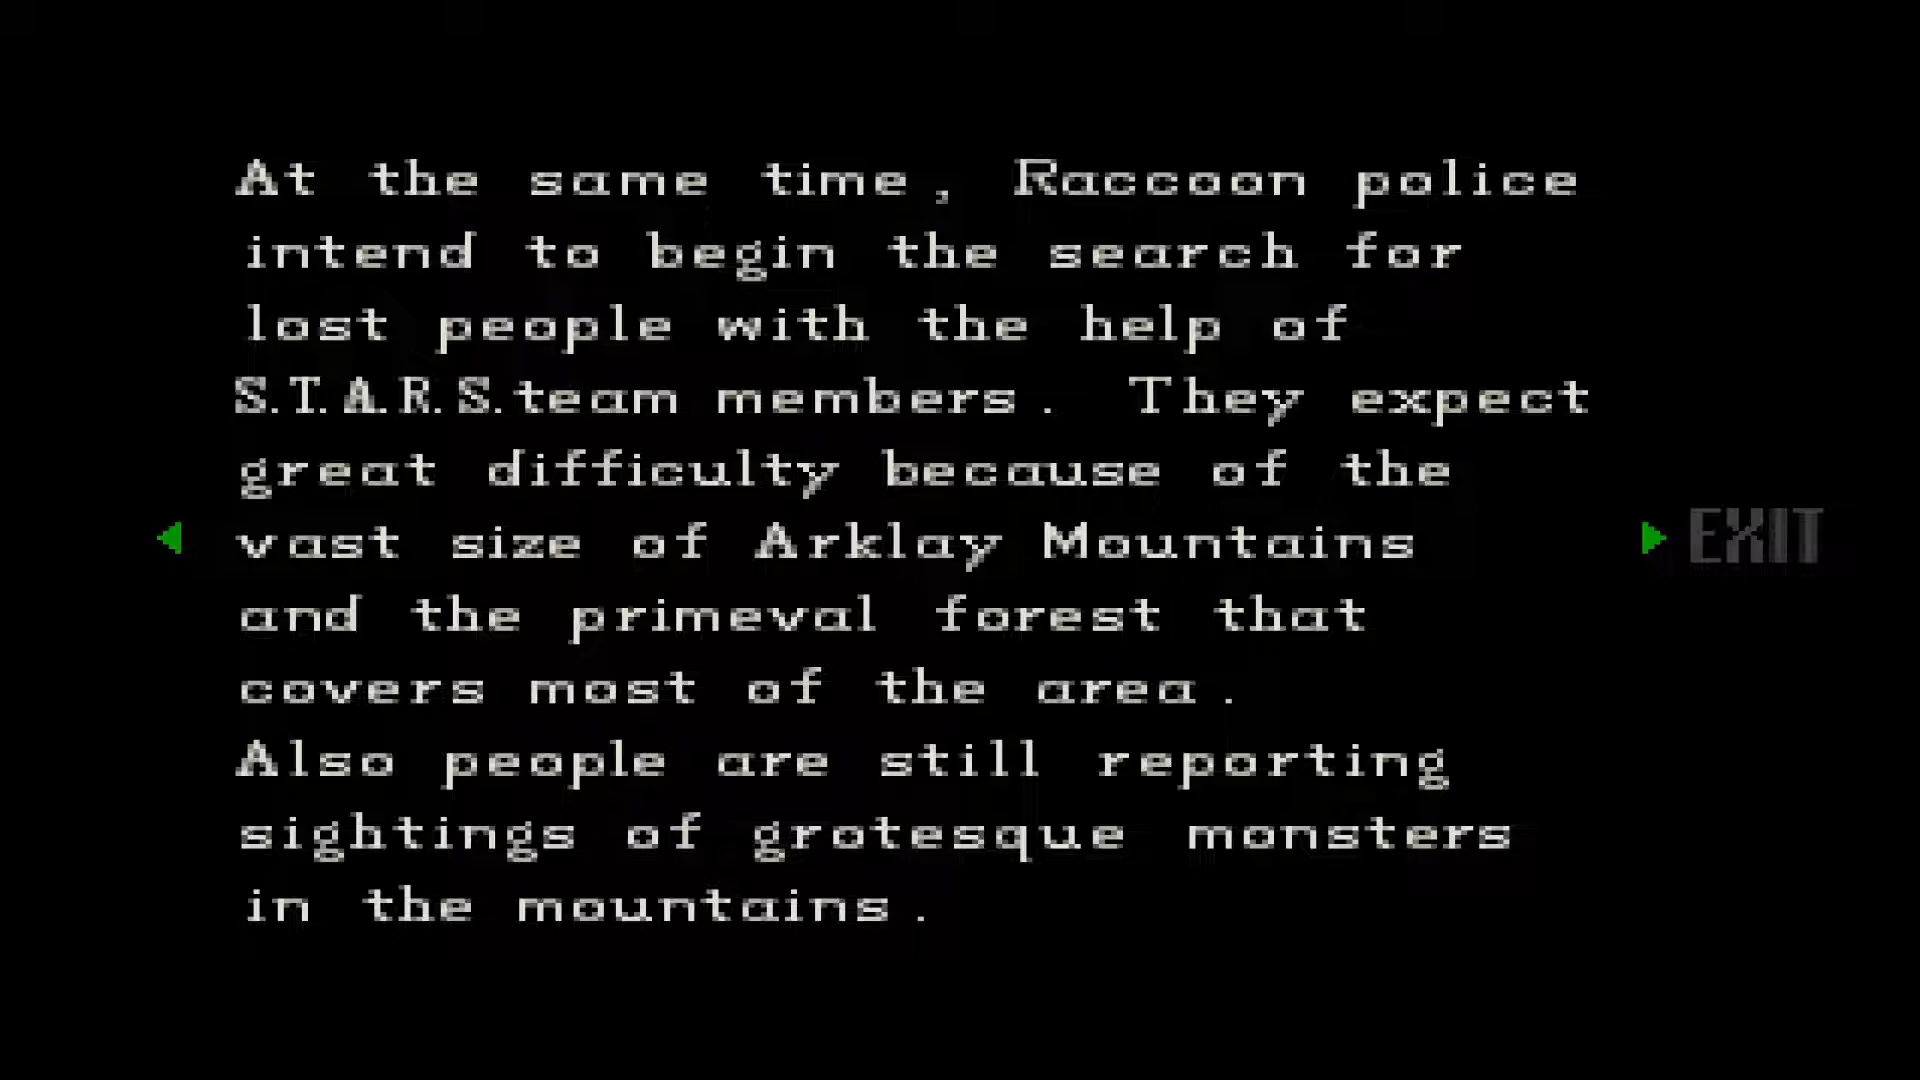 At the same time, Raccoon police
intend to begin the search for
lost people with the help of
S.T.A.R.S.team members. They expect
great difficulty because of the
vast size of Arklay Mountains
EXIT
and the primeval forest that
covers most of the area.
Also people are still reporting
sightings of grotesque monsters
in the mountains.